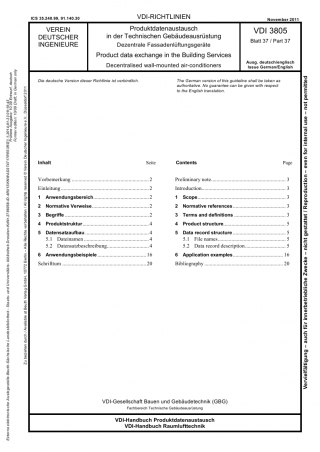 ICS 35.240.99, 91.140.30
VDI-RICHTLINIEN
November 2011
VEREIN
DEUTSCHER
INGENIEURE
Produktdatenaustausch
in der Technischen Gebäudeausrüstung
Dezentrale Fassadenlüftungsgeräte
Product data exchange in the Building Services
Decentralised wall-mounted air-conditioners
VDI 3805
Blatt 37 / Part 37
Ausg. deutsch/englisch
Issue German/English
Die deutsche Version dieser Richtlinie ist verbindlich.
The German version of this guideline shall be taken as
authoritative. No guarantee can be given with respect
to the English translation.
Inhalt Seite
Vorbemerkung 2
Einleitung 2
1 Anwendungsbereich 2
2 Normative Verweise 2
3 Begriffe 2
4 Produktstruktur 4
5 Datensatzaufbau 4
5.1 Dateinamen 4
5.2 Datensatzbeschreibung 4
6 Anwendungsbeispiele 16
Schrifttum 20
Contents Page
Preliminary note 3
Introduction 3
1 Scope 3
2 Normative references 3
3 Terms and definitions 3
4 Product structure 5
5 Data record structure 5
5.1 File names 5
5.2 Data record description 5
6 Application examples 16
Bibliography 20
VDI-Gesellschaft Bauen und Gebäudetechnik (GBG)
Fachbereich Technische Gebäudeausrüstung
VDI-Handbuch Produktdatenaustausch
VDI-Handbuch Raumlufttechnik
Vervielfältigung – auch für innerbetriebliche Zwecke – nicht gestattet / Reproduction – even for internal use – not permitted